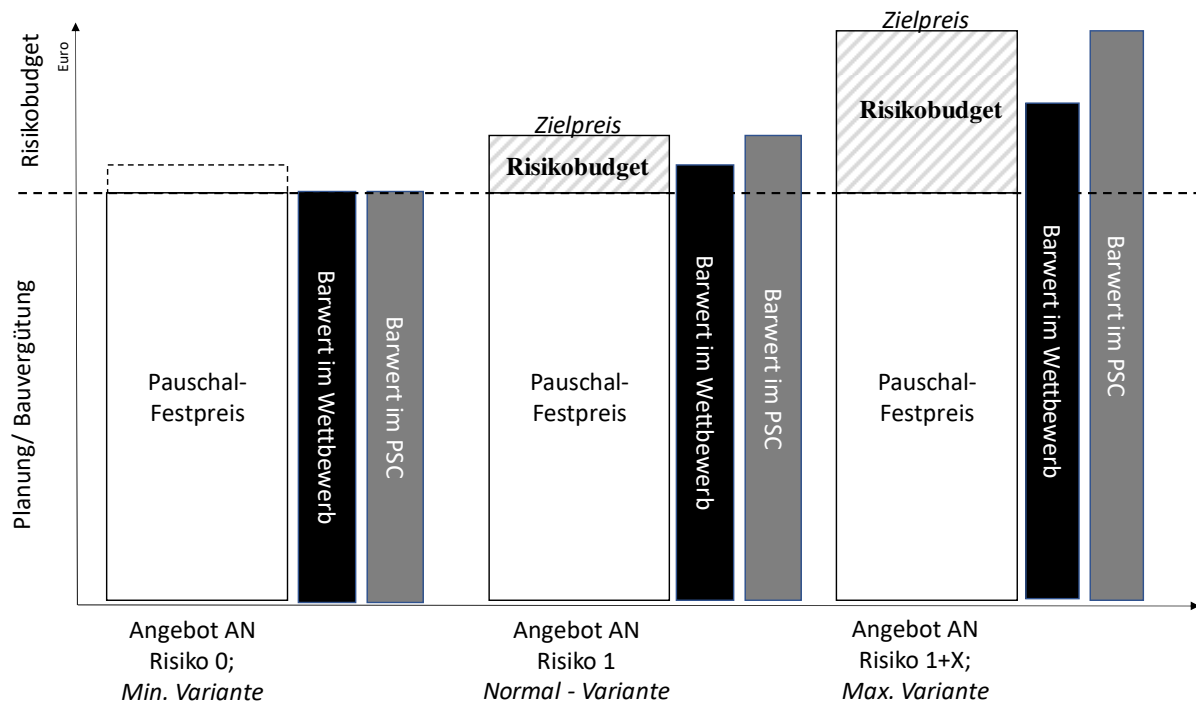 Risikobudget
Euro
Planung/ Bauvergütung
Pauschal-
Festpreis
Barwert im Wettbewerb
Barwert im PSC
Angebot AN
Risiko 0;
Min. Variante
Zielpreis
Risikobudget
Pauschal-
Festpreis
Barwert im Wettbewerb
Barwert im PSC
Angebot AN
Risiko 1
Normal - Variante
Zielpreis
Risikobudget
Pauschal-
Festpreis
Barwert im Wettbewerb
Barwert im PSC
Angebot AN
Risiko 1+X;
Max. Variante